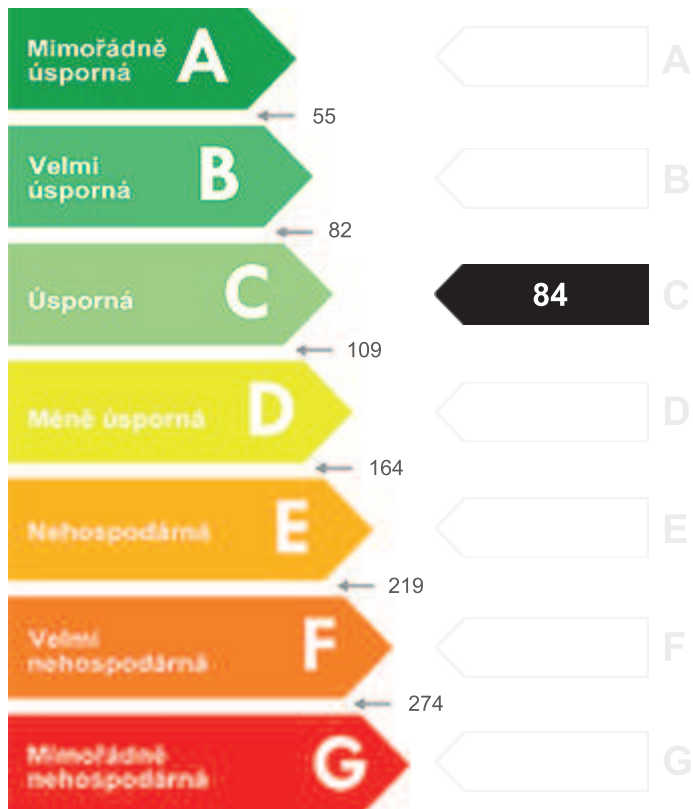 Mimořádně
úsporná
A
A
55
Velmi
úsporná
B
B
82
Úsporná
C
84
C
109
Méně úsporná
D
D
164
Nehospodárná
E
E
219
Velmi
nehospodárná
F
F
274
Mimořádně
nehospodárná
G
G